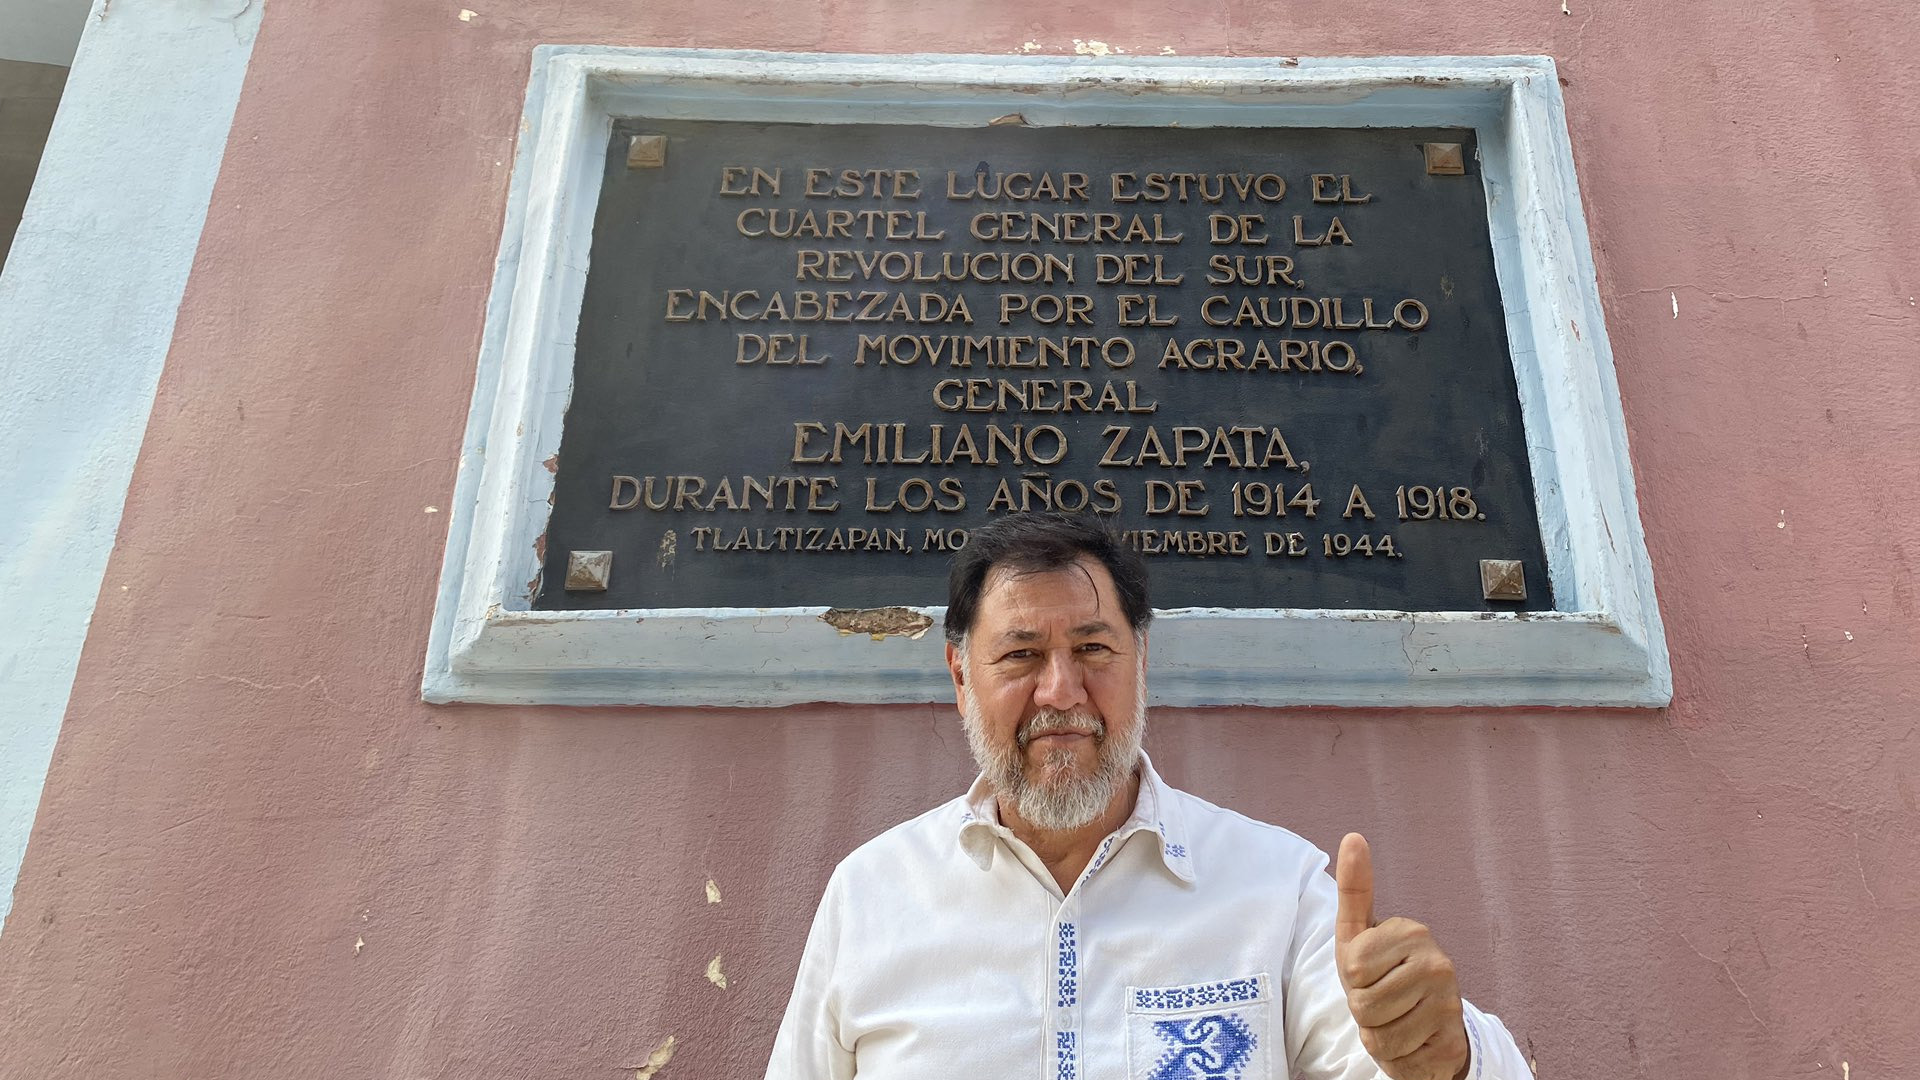 EN ESTE LUGAR ESTUVO EL
CUARTEL GENERAL DE LA
REVOLUCION DEL SUR,
ENCABEZADA POR EL CAUDILLO
DEL MOVIMIENTO AGRARIO,
GENERAL
EMILIANO ZAPATA,
DURANTE LOS AÑOS DE 1914 A 1918.
TLALTIZAPAN, DE 1944.